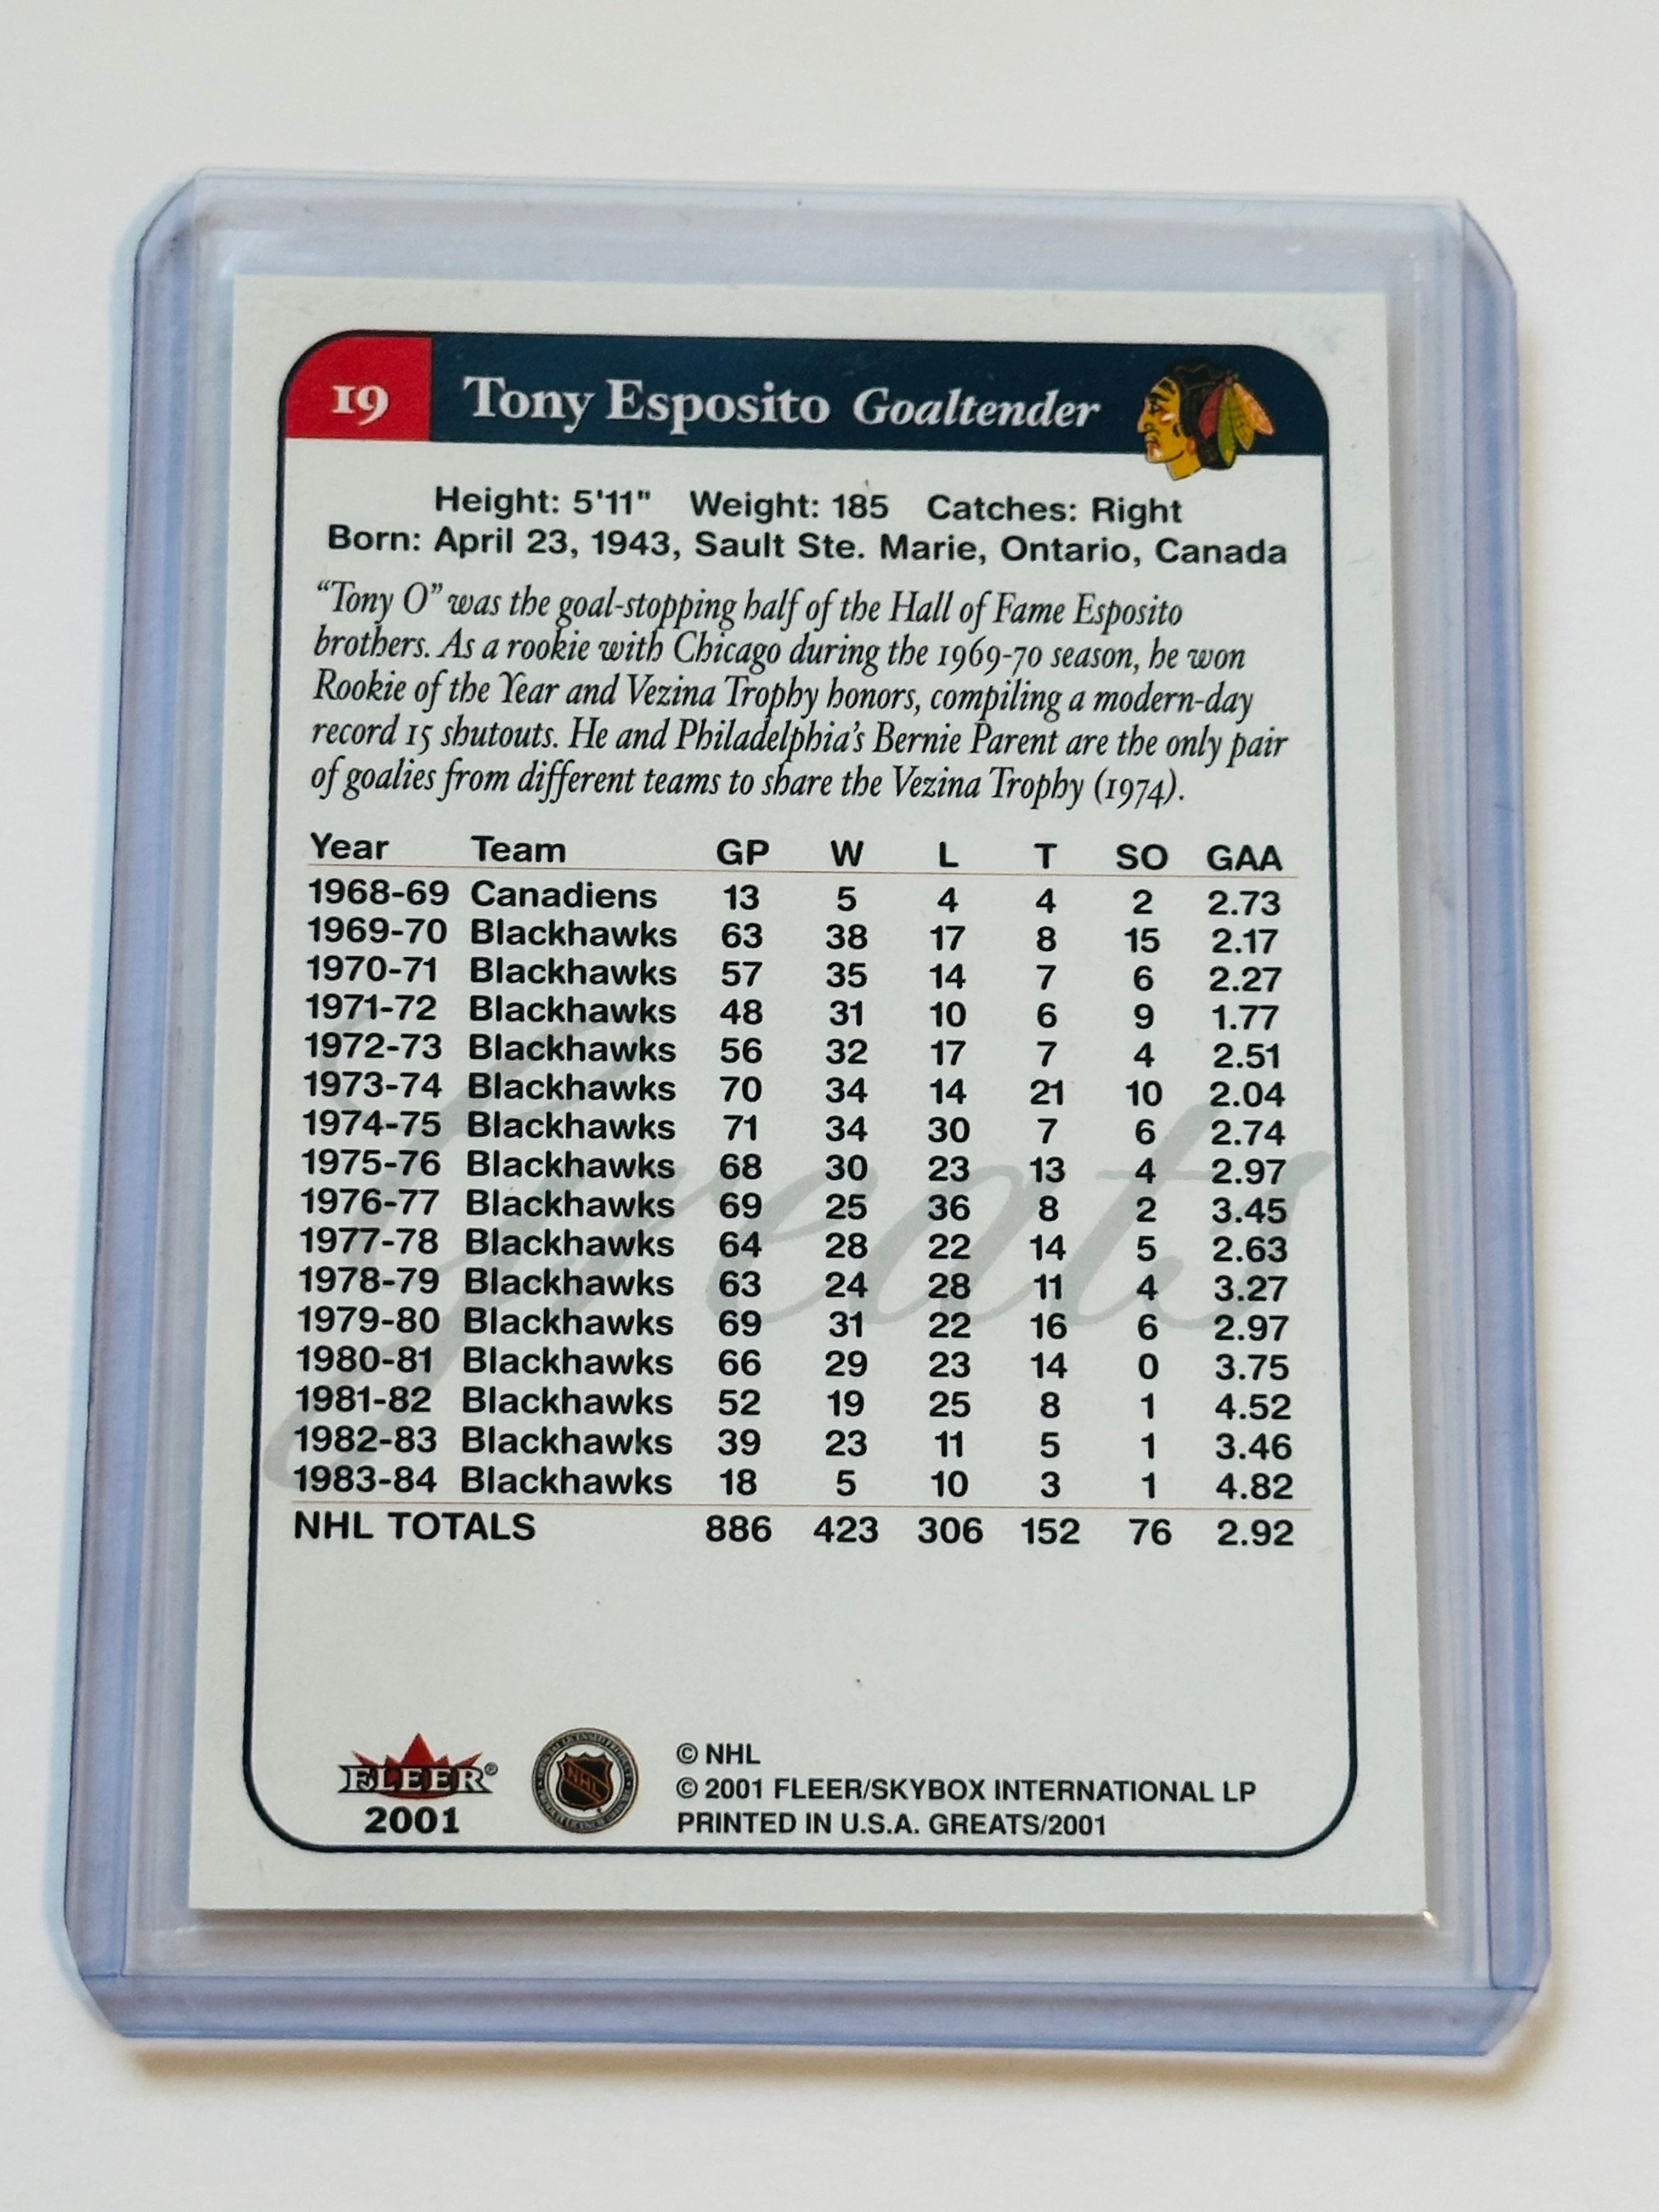 19 Tony Esposito Goaltender
Height: 5'11" Weight: 185 Catches: Right
Born: April 23, 1943, Sault Ste. Marie, Ontario, Canada
“Tony O” was the goal-stopping half of the Hall of Fame Esposito
brothers. As a rookie with Chicago during the 1969-70 season, he won
Rookie of the Year and Vezina Trophy honors, compiling a modern-day
record 15 shutouts. He and Philadelphia’s Bernie Parent are the only pair
of goalies from different teams to share the Vezina Trophy (1974).
Year Team GP W L T SO GAA
1968-69 Canadiens 13 5 4 4 2 2.73
1969-70 Blackhawks 63 38 17 8 15 2.17
1970-71 Blackhawks 57 35 14 7 6 2.27
1971-72 Blackhawks 48 31 10 6 9 1.77
1972-73 Blackhawks 56 32 17 7 4 2.51
1973-74 Blackhawks 70 34 14 21 10 2.04
1974-75 Blackhawks 71 34 30 7 6 2.74
1975-76 Blackhawks 68 30 23 13 4 2.97
1976-77 Blackhawks 69 25 36 8 2 3.45
1977-78 Blackhawks 64 28 22 14 5 2.63
1978-79 Blackhawks 63 24 28 11 4 3.27
1979-80 Blackhawks 69 31 22 16 6 2.97
1980-81 Blackhawks 66 29 23 14 0 3.75
1981-82 Blackhawks 52 19 25 8 1 4.52
1982-83 Blackhawks 39 23 11 5 1 3.46
1983-84 Blackhawks 18 5 10 3 1 4.82
NHL TOTALS 886 423 306 152 76 2.92
Greats
FLEER®
2001
NHL
© NHL
© 2001 FLEER/SKYBOX INTERNATIONAL LP
PRINTED IN U.S.A. GREATS/2001